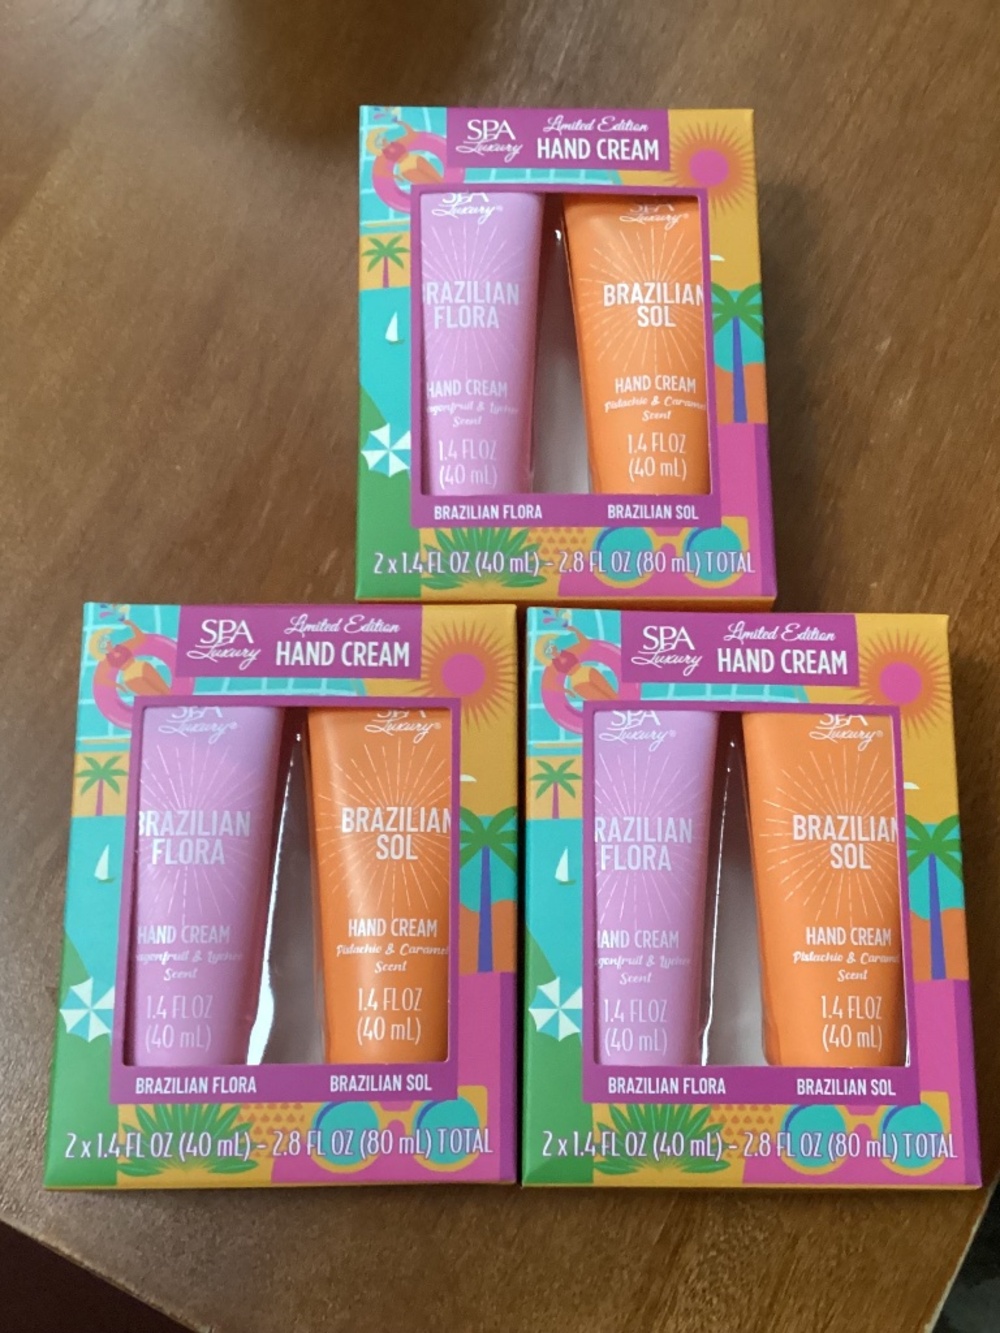 SPA
Luxury
Limited Edition
HAND CREAM
SPA
Luxury®
BRAZILIAN
FLORA
HAND CREAM
Scent
1.4 FL OZ
(40 mL)
SPA
Luxury®
BRAZILIAN
SOL
HAND CREAM
Pistachio & Caramel
Scent
1.4 FL OZ
(40 mL)
BRAZILIAN FLORA
BRAZILIAN SOL
2 x 1.4 FL OZ (40 mL) – 2.8 FL OZ (80 mL) TOTAL
SPA
Luxury
Limited Edition
HAND CREAM
SPA
Luxury®
BRAZILIAN
FLORA
HAND CREAM
Scent
1.4 FL OZ
(40 mL)
SPA
Luxury®
BRAZILIAN
SOL
HAND CREAM
Pistachio & Caramel
Scent
1.4 FL OZ
(40 mL)
BRAZILIAN FLORA
BRAZILIAN SOL
2 x 1.4 FL OZ (40 mL) – 2.8 FL OZ (80 mL) TOTAL
SPA
Luxury
Limited Edition
HAND CREAM
SPA
Luxury®
RAZILIAN
FLORA
HAND CREAM
Scent
1.4 FL OZ
(40 mL)
SPA
Luxury®
BRAZILIAN
SOL
HAND CREAM
Pistachio & Caramel
Scent
1.4 FL OZ
(40 mL)
BRAZILIAN FLORA
BRAZILIAN SOL
2 x 1.4 FL OZ (40 mL) – 2.8 FL OZ (80 mL) TOTAL